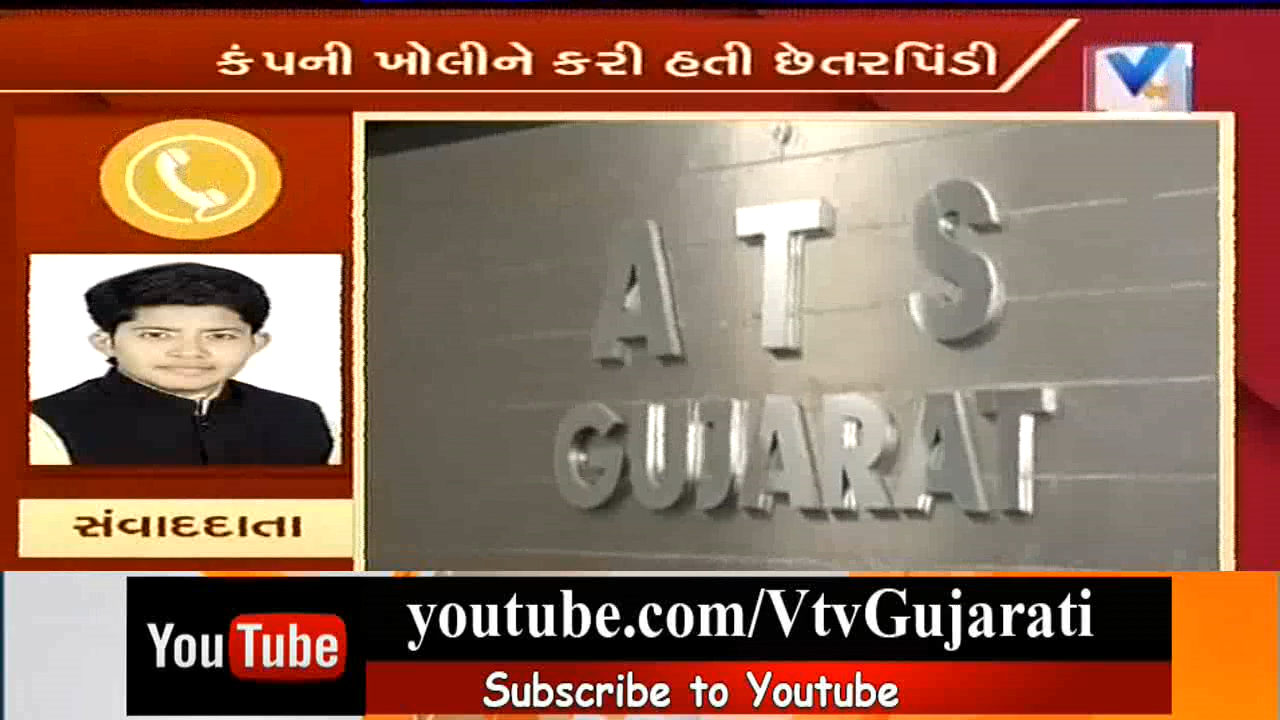 કંપની ખોલીને કરી હતી છેતરપિંડી
A T S
GUJARAT
સંવાદદાતા
YouTube
youtube.com/VtvGujarati
Subscribe to Youtube